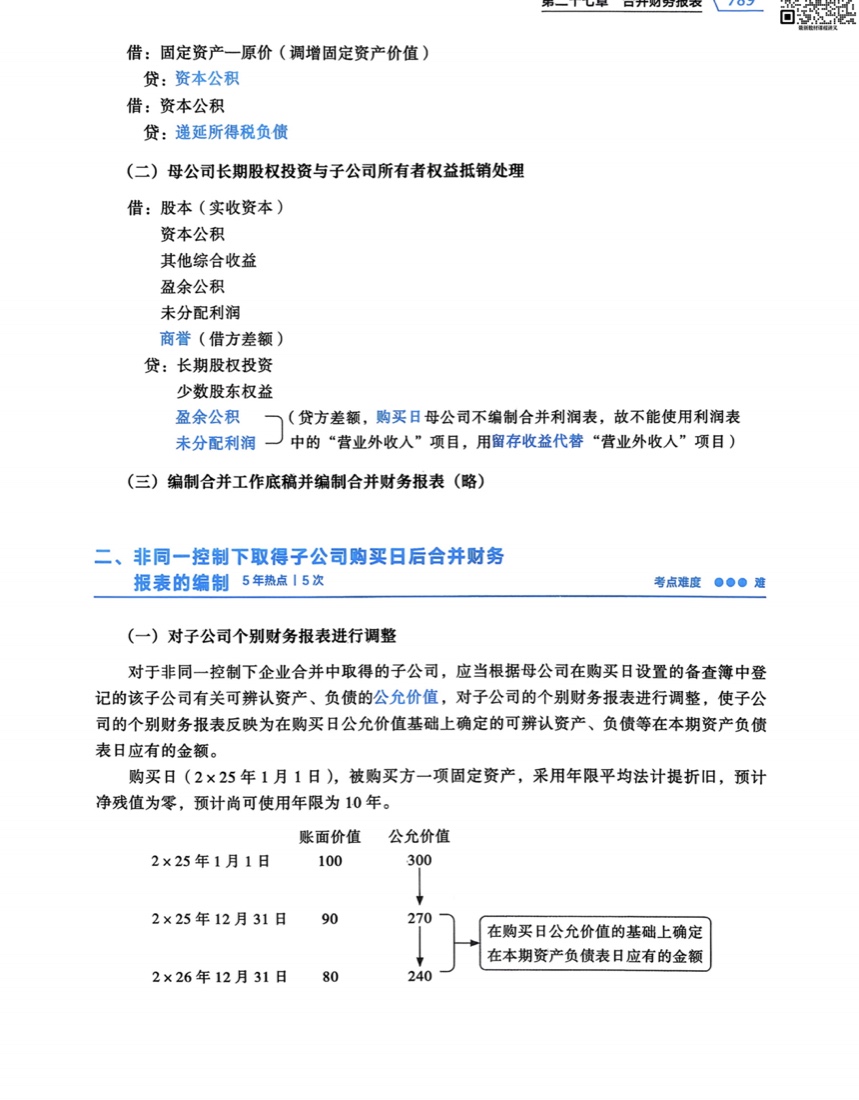 第二十七章 合并财务报表 789
借：固定资产—原价（调增固定资产价值）
贷：资本公积
借：资本公积
贷：递延所得税负债
（二）母公司长期股权投资与子公司所有者权益抵销处理
借：股本（实收资本）
资本公积
其他综合收益
盈余公积
未分配利润
商誉（借方差额）
贷：长期股权投资
少数股东权益
盈余公积 （贷方差额，购买日母公司不编制合并利润表，故不能使用利润表
未分配利润 中的“营业外收人”项目，用留存收益代替“营业外收人”项目）
（三）编制合并工作底稿并编制合并财务报表（略）
二、非同一控制下取得子公司购买日后合并财务
报表的编制 5年热点｜5次 考点难度 难
（一）对子公司个别财务报表进行调整
对于非同一控制下企业合并中取得的子公司，应当根据母公司在购买日设置的备查簿中登
记的该子公司有关可辨认资产、负债的公允价值，对子公司的个别财务报表进行调整，使子公
司的个别财务报表反映为在购买日公允价值基础上确定的可辨认资产、负债等在本期资产负债
表日应有的金额。
购买日（2×25年1月1日），被购买方一项固定资产，采用年限平均法计提折旧，预计
净残值为零，预计尚可使用年限为10年。
账面价值 公允价值
2×25年1月1日 100 300
2×25年12月31日 90 270
在购买日公允价值的基础上确定
在本期资产负债表日应有的金额
2×26年12月31日 80 240